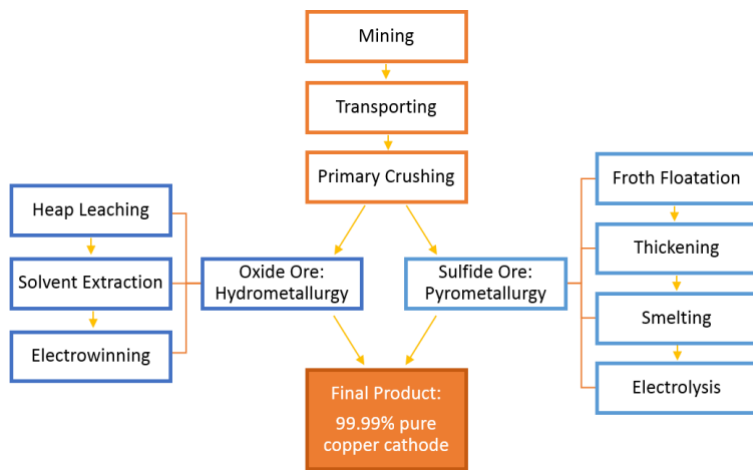 Mining
Transporting
Primary Crushing
Heap Leaching
Solvent Extraction
Electrowinning
Oxide Ore:
Hydrometallurgy
Sulfide Ore:
Pyrometallurgy
Froth Floatation
Thickening
Smelting
Electrolysis
Final Product:
99.99% pure
copper cathode